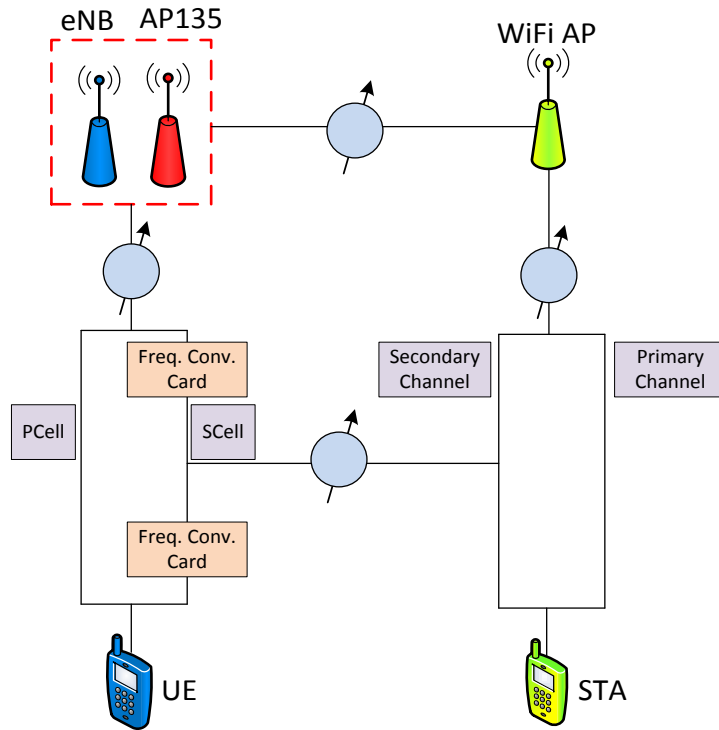 eNB
AP135
WiFi AP
Freq. Conv.
Card
Secondary
Channel
Primary
Channel
PCell
SCell
Freq. Conv.
Card
UE
STA